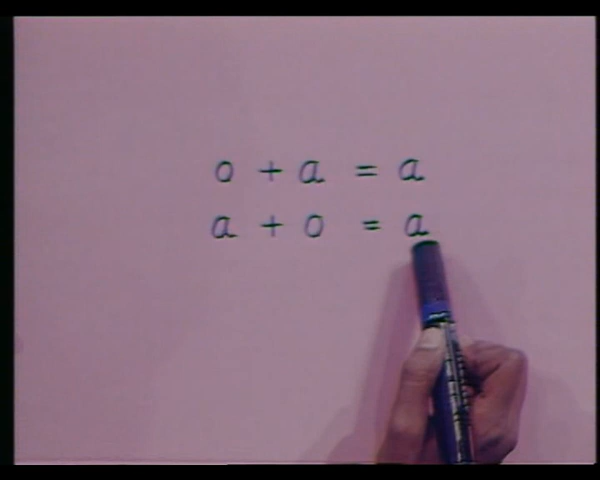 0 + a = a
a + 0 = a